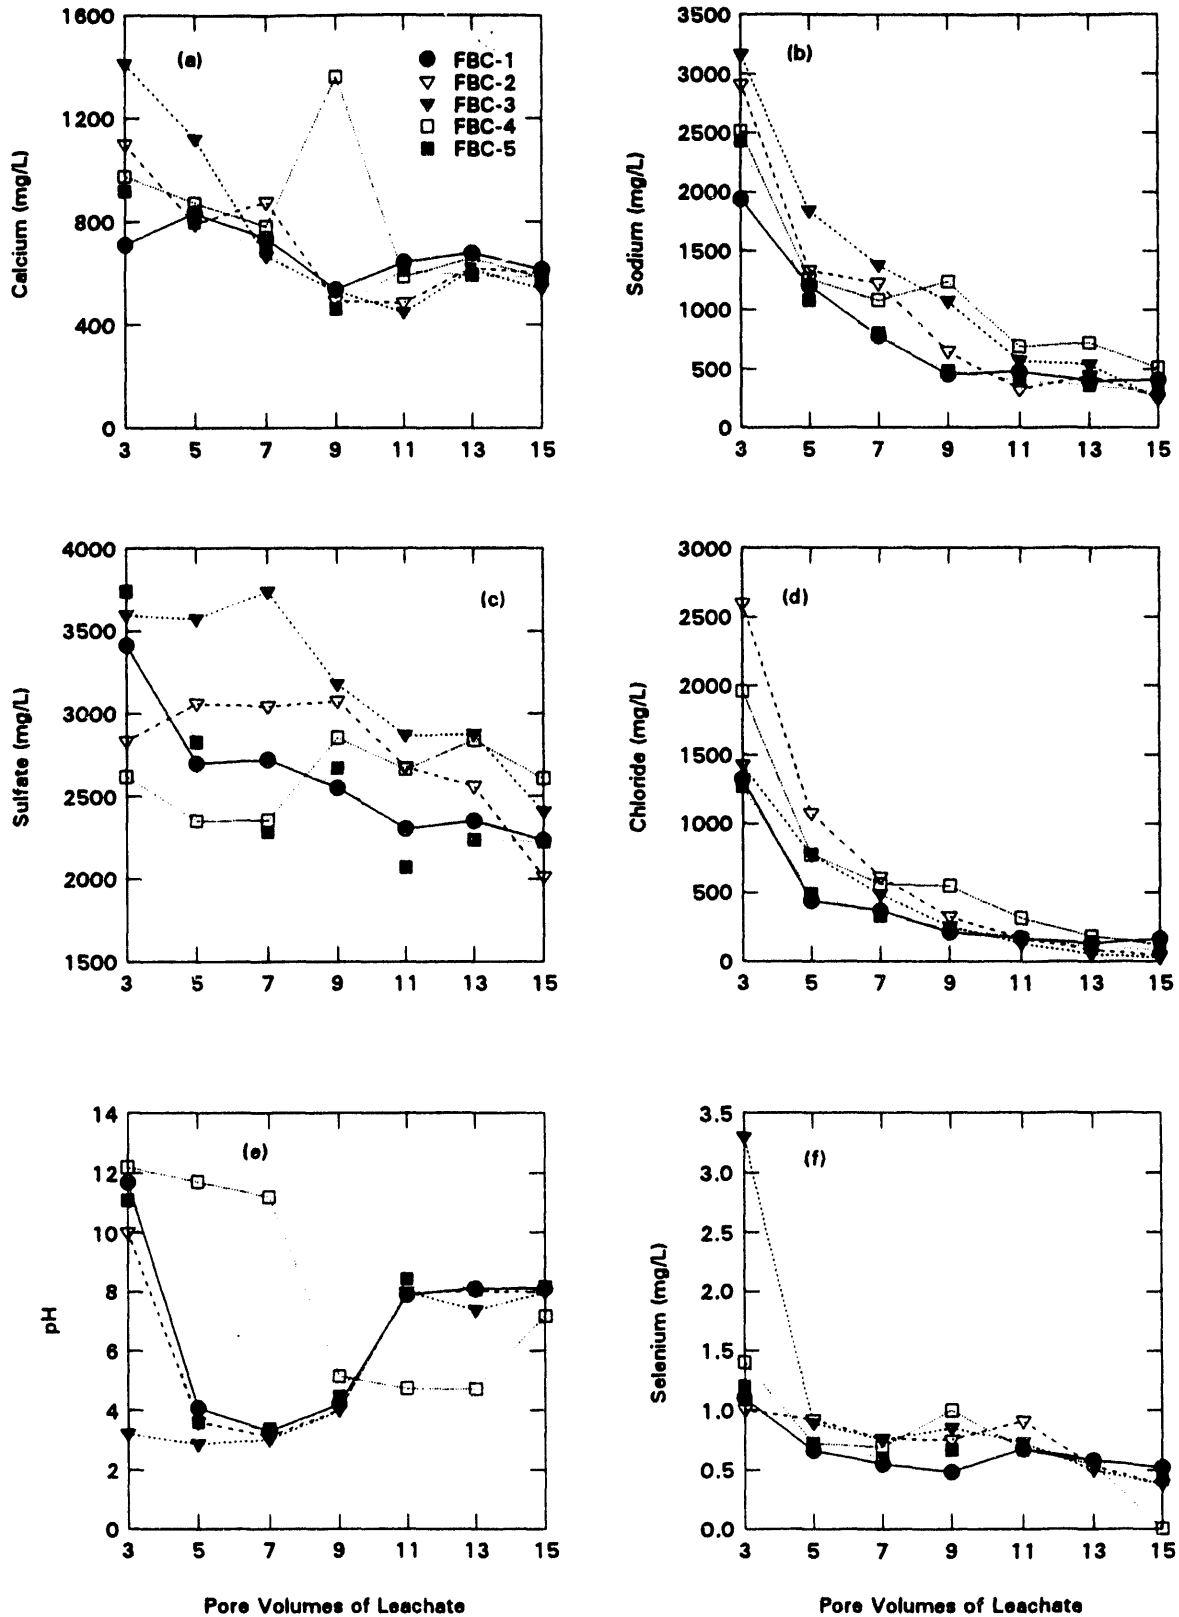 (a)
FBC-1
FBC-2
FBC-3
FBC-4
FBC-5
1600
1200
800
400
0
Calcium (mg/L)
3 5 7 9 11 13 15
(b)
3500
3000
2500
2000
1500
1000
500
0
Sodium (mg/L)
3 5 7 9 11 13 15
(c)
4000
3500
3000
2500
2000
1500
Sulfate (mg/L)
3 5 7 9 11 13 15
(d)
3000
2500
2000
1500
1000
500
0
Chloride (mg/L)
3 5 7 9 11 13 15
(e)
14
12
10
8
6
4
2
0
pH
3 5 7 9 11 13 15
Pore Volumes of Leachate
(f)
3.5
3.0
2.5
2.0
1.5
1.0
0.5
0.0
Selenium (mg/L)
3 5 7 9 11 13 15
Pore Volumes of Leachate